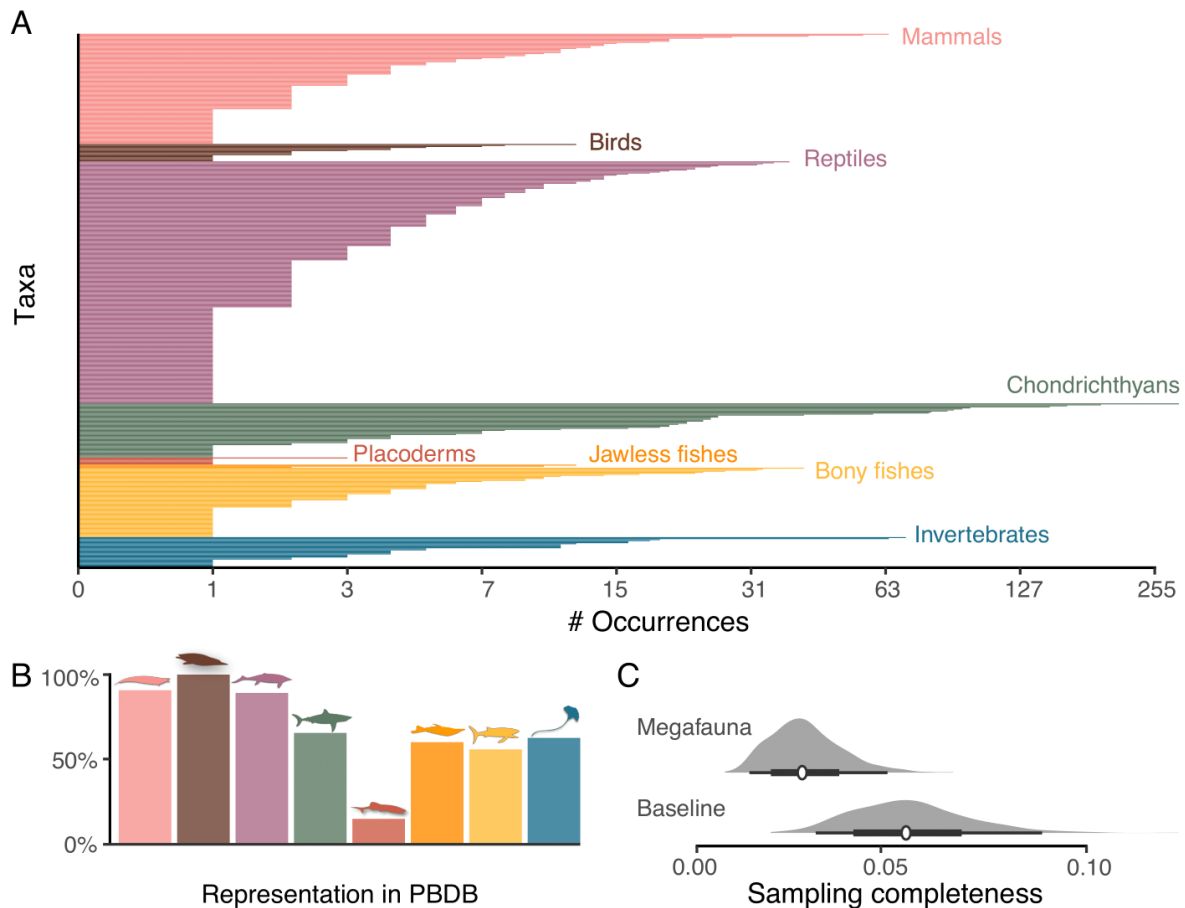 A
Mammals
Birds
Reptiles
Taxa
Chondrichthyans
Placoderms
Jawless fishes
Bony fishes
Invertebrates
0 1 3 7 15 31 63 127 255
# Occurrences
B
100%
50%
0%
Representation in PBDB
C
Megafauna
Baseline
0.00 0.05 0.10
Sampling completeness